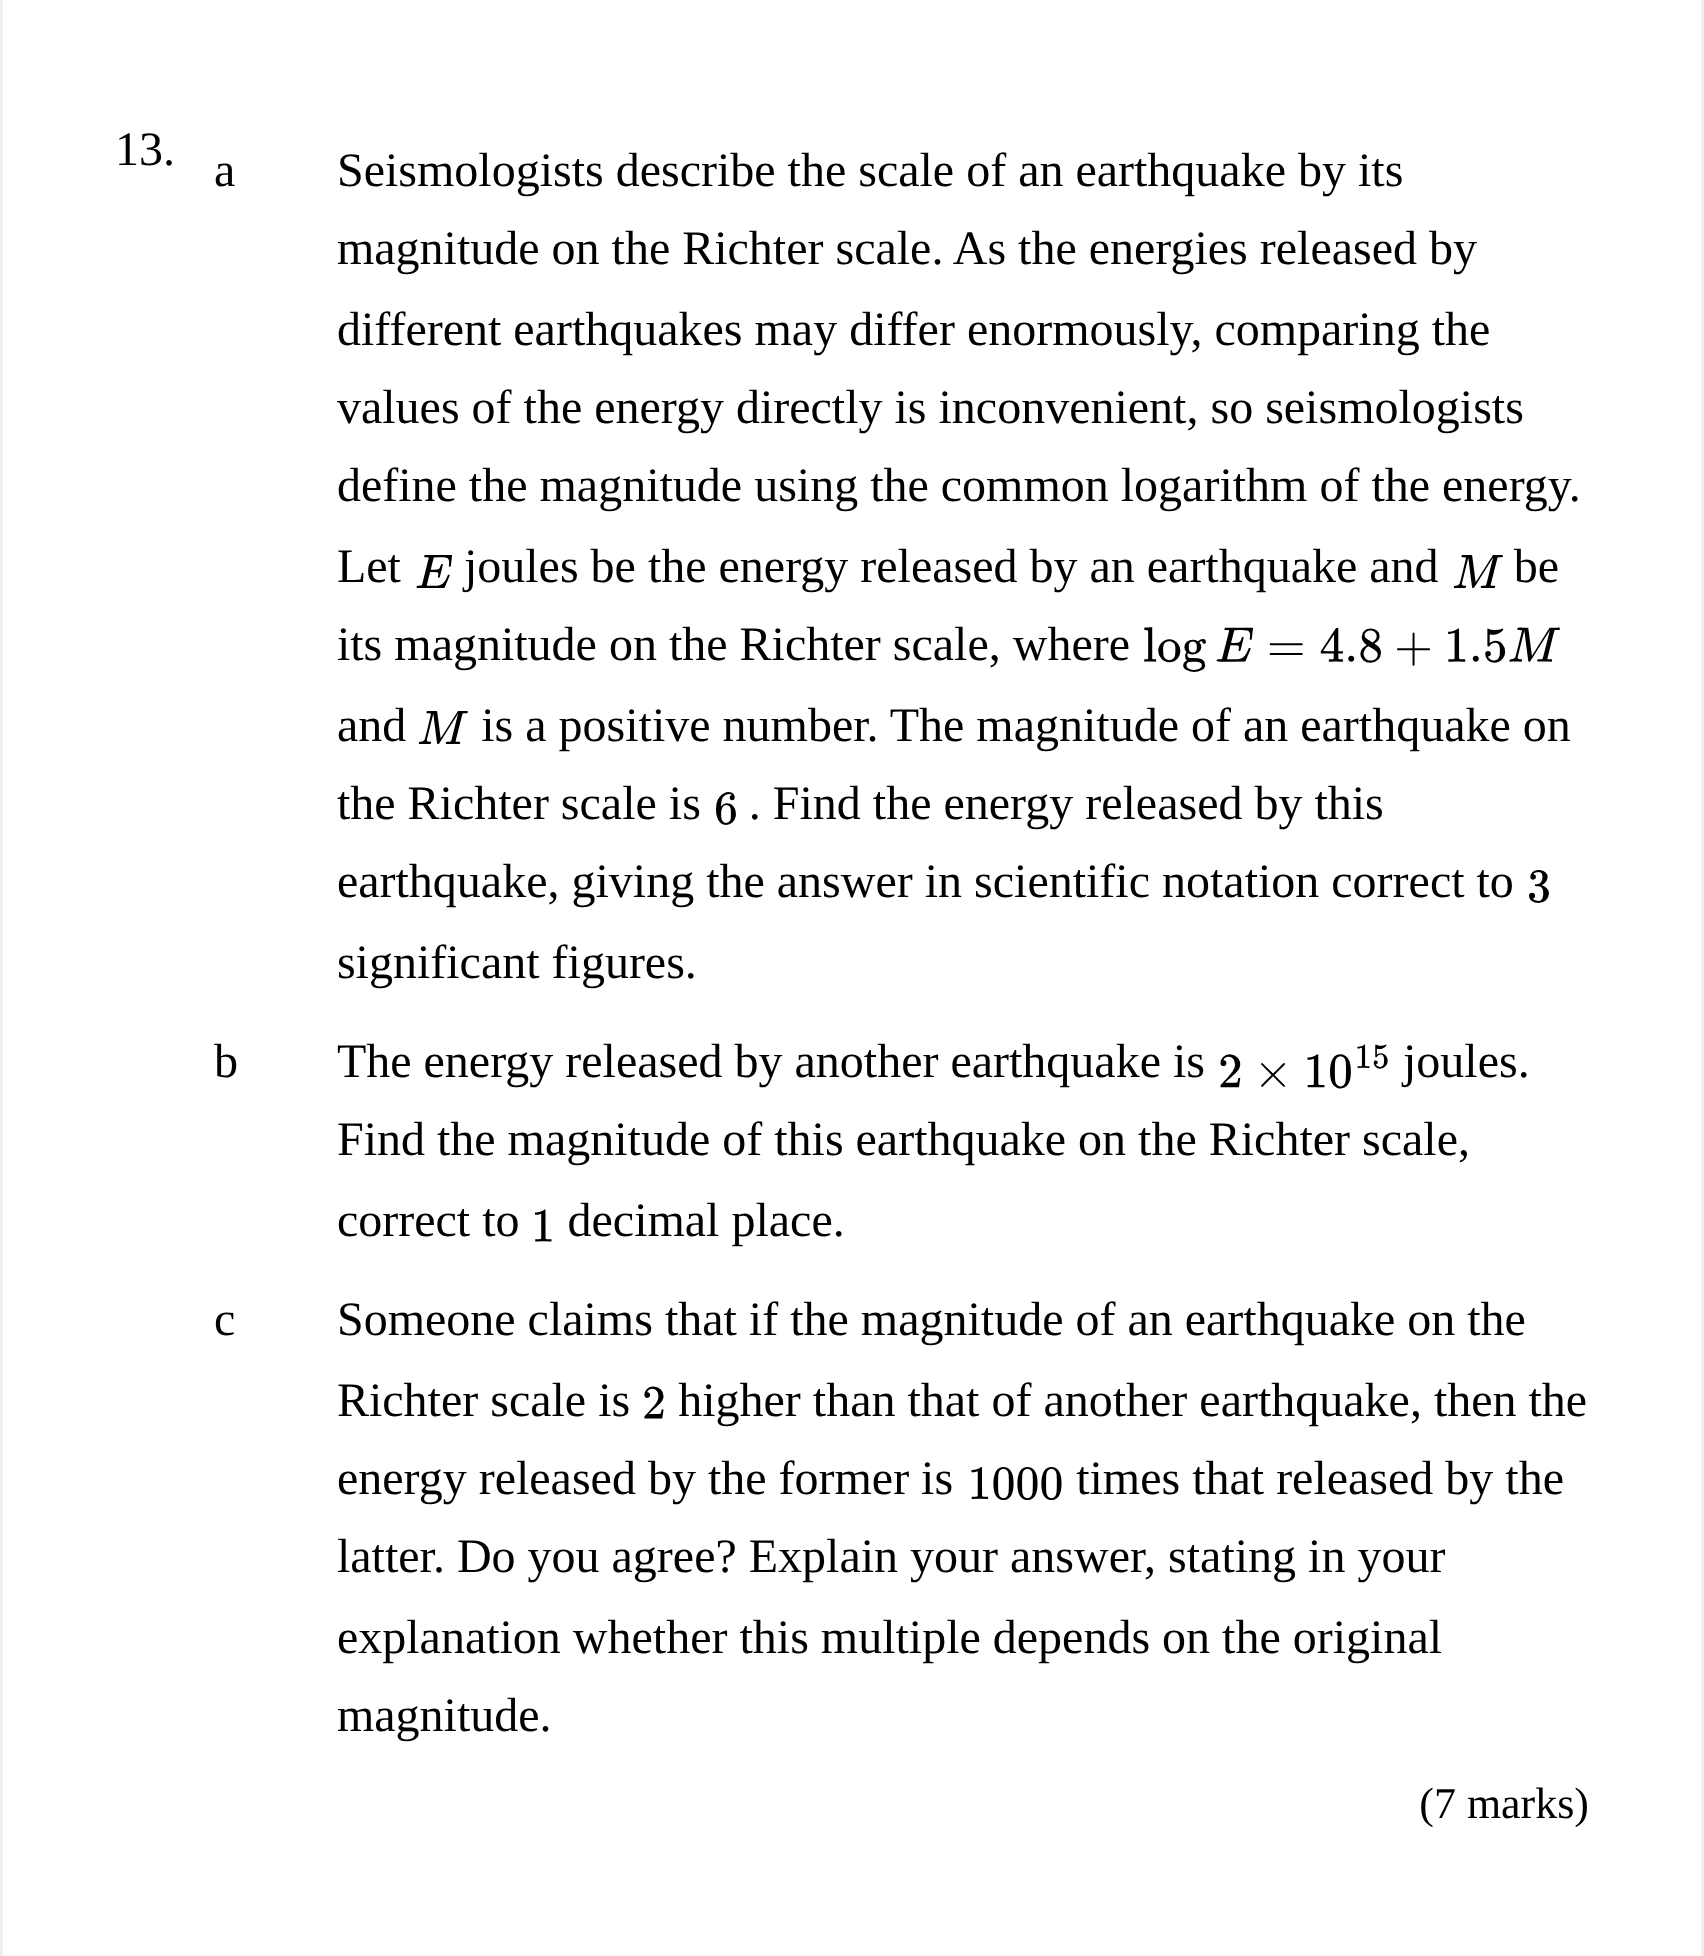 13. a Seismologists describe the scale of an earthquake by its
magnitude on the Richter scale. As the energies released by
different earthquakes may differ enormously, comparing the
values of the energy directly is inconvenient, so seismologists
define the magnitude using the common logarithm of the energy.
Let E joules be the energy released by an earthquake and M be
its magnitude on the Richter scale, where log E = 4.8 + 1.5M
and M is a positive number. The magnitude of an earthquake on
the Richter scale is 6 . Find the energy released by this
earthquake, giving the answer in scientific notation correct to 3
significant figures.
b The energy released by another earthquake is 2 × 10¹⁵ joules.
Find the magnitude of this earthquake on the Richter scale,
correct to 1 decimal place.
c Someone claims that if the magnitude of an earthquake on the
Richter scale is 2 higher than that of another earthquake, then the
energy released by the former is 1000 times that released by the
latter. Do you agree? Explain your answer, stating in your
explanation whether this multiple depends on the original
magnitude.
(7 marks)